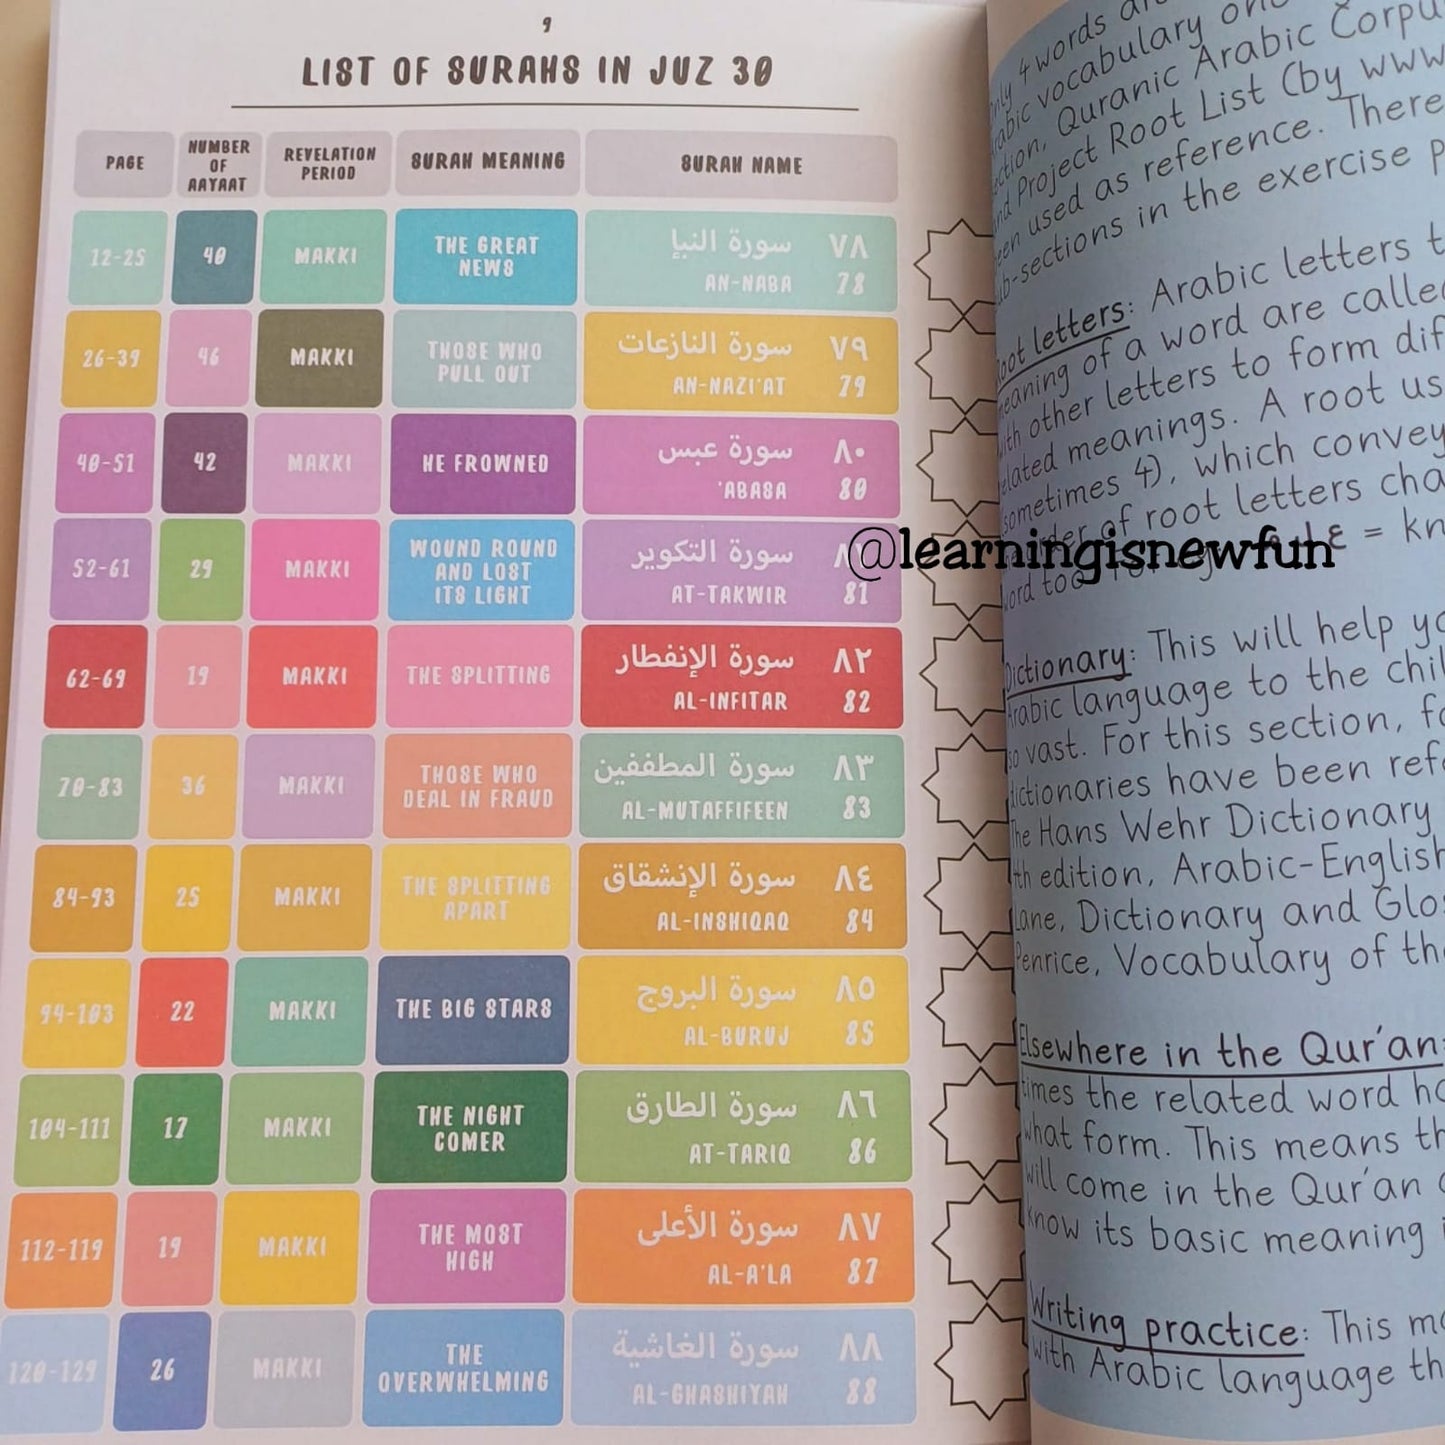 9
LIST OF SURAHS IN JUZ 30
PAGE
NUMBER
OF
AAYAAT
REVELATION
PERIOD
SURAH MEANING
SURAH NAME
12-25
40
MAKKI
THE GREAT
NEWS
سورة النبإ ٧٨
AN-NABA 78
26-39
46
MAKKI
THOSE WHO
PULL OUT
سورة النازعات ٧٩
AN-NAZI'AT 79
40-51
42
MAKKI
HE FROWNED
سورة عبس ٨٠
'ABASA 80
52-61
29
MAKKI
WOUND ROUND
AND LOST
ITS LIGHT
سورة التكوير
AT-TAKWIR 81
62-69
19
MAKKI
THE SPLITTING
سورة الإنفطار ٨٢
AL-INFITAR 82
70-83
36
MAKKI
THOSE WHO
DEAL IN FRAUD
سورة المطففين ٨٣
AL-MUTAFFIFEEN 83
84-93
25
MAKKI
THE SPLITTING
APART
سورة الإنشقاق ٨٤
AL-INSHIQAQ 84
94-103
22
MAKKI
THE BIG STARS
سورة البروج ٨٥
AL-BURUJ 85
104-111
17
MAKKI
THE NIGHT
COMER
سورة الطارق ٨٦
AT-TARIQ 86
112-119
19
MAKKI
THE MOST
HIGH
سورة الأعلى ٨٧
AL-A'LA 87
120-129
26
MAKKI
THE
OVERWHELMING
سورة الغاشية ٨٨
AL-GHASHIYAH 88
@learningisnewfun
4 words
vocabulary
Quranic Arabic
Project Root List (by www
used as reference. There
sections in the exercise
Root letters: Arabic letters
of a word are
other letters to form
meanings. A root
sometimes 4), which
of root letters
word
Dictionary: This will help
Arabic language to the
so vast. For this section,
dictionaries have been
The Hans Wehr Dictionary
edition, Arabic-English
Lane, Dictionary and
Penrice, Vocabulary of
Elsewhere in the Qur'an:
times the related word
what form. This means
will come in the Qur'an
know its basic meaning
Writing practice: This
with Arabic language